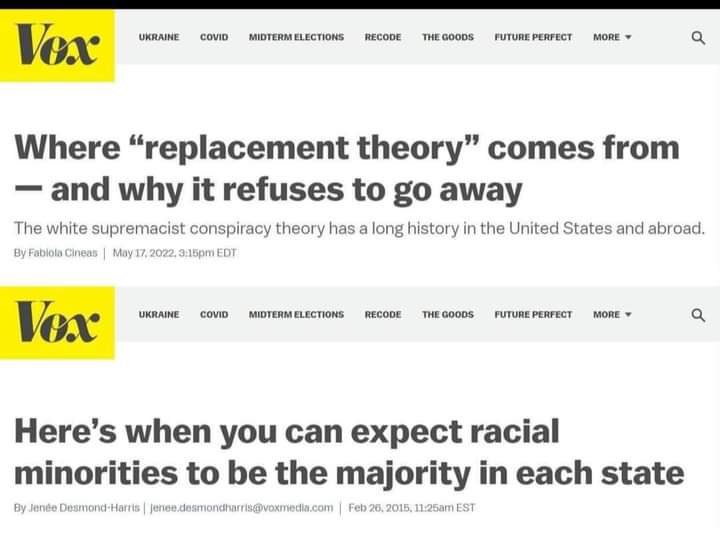 Vox
UKRAINE COVID MIDTERM ELECTIONS RECODE THE GOODS FUTURE PERFECT MORE
Where “replacement theory” comes from
— and why it refuses to go away
The white supremacist conspiracy theory has a long history in the United States and abroad.
By Fabiola Cineas | May 17, 2022, 3:15pm EDT
Vox
UKRAINE COVID MIDTERM ELECTIONS RECODE THE GOODS FUTURE PERFECT MORE
Here’s when you can expect racial
minorities to be the majority in each state
By Jenée Desmond-Harris | jenee.desmondharris@voxmedia.com | Feb 26, 2015, 11:25am EST